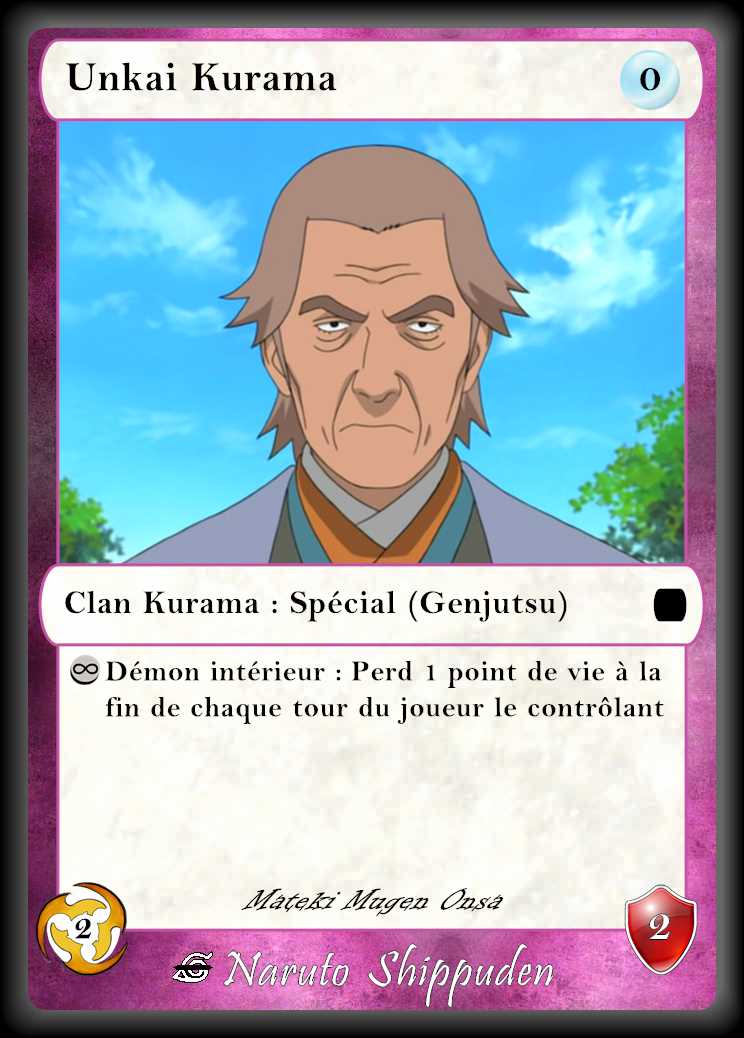 Unkai Kurama
0
Clan Kurama : Spécial (Genjutsu)
∞ Démon intérieur : Perd 1 point de vie à la
fin de chaque tour du joueur le contrôlant
Mateki Mugen Onsa
2
2
Naruto Shippuden